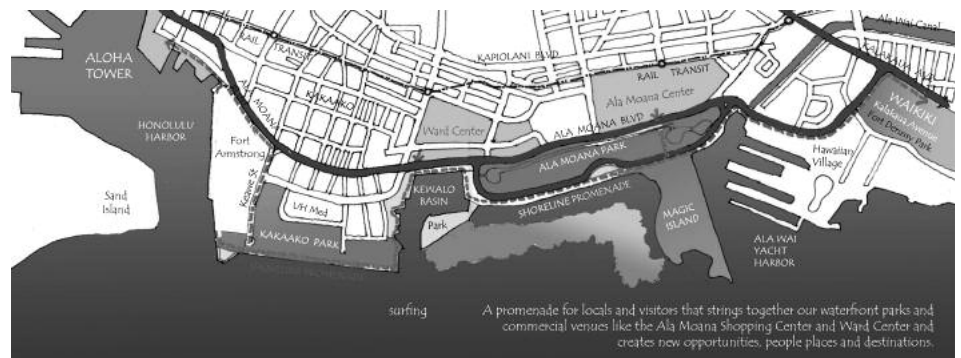 ALOHA
TOWER
RAIL TRANSIT
KAPIOLANI BLVD
RAIL TRANSIT
Ala Wai Canal
WAIKIKI
Kalakaua Avenue
Fort Derussy Park
KAKAAKO
ALA MOANA
Ala Moana Center
Ward Center
ALA MOANA BLVD
HONOLULU
HARBOR
Fort
Armstrong
ALA MOANA PARK
Hawaiian
Village
Sand
Island
KEWALO
BASIN
SHORELINE PROMENADE
UH Med
Park
MAGIC
ISLAND
KAKAAKO PARK
ALA WAI
YACHT
HARBOR
surfing
A promenade for locals and visitors that strings together our waterfront parks and
commercial venues like the Ala Moana Shopping Center and Ward Center and
creates new opportunities, people places and destinations.